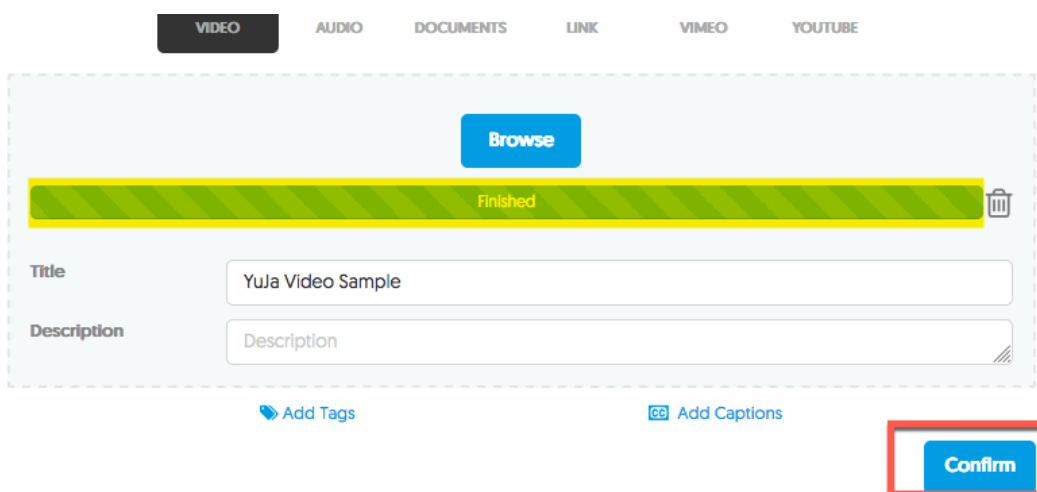 VIDEO AUDIO DOCUMENTS LINK VIMEO YOUTUBE
Browse
Finished
Title YuJa Video Sample
Description Description
Add Tags CC Add Captions
Confirm